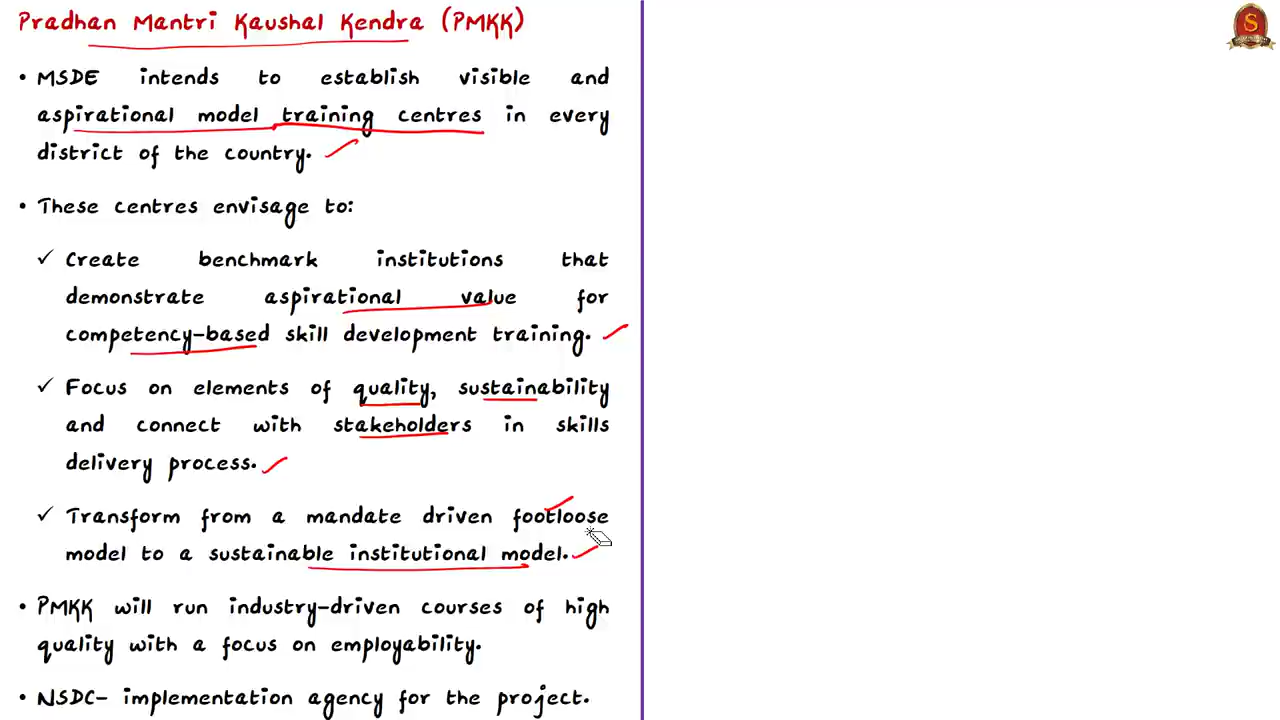 Pradhan Mantri Kaushal Kendra (PMKK)
• MSDE intends to establish visible and
aspirational model training centres in every
district of the country.
• These centres envisage to:
✓ Create benchmark institutions that
demonstrate aspirational value for
competency-based skill development training.
✓ Focus on elements of quality, sustainability
and connect with stakeholders in skills
delivery process.
✓ Transform from a mandate driven footloose
model to a sustainable institutional model.
• PMKK will run industry-driven courses of high
quality with a focus on employability.
• NSDC- implementation agency for the project.
S